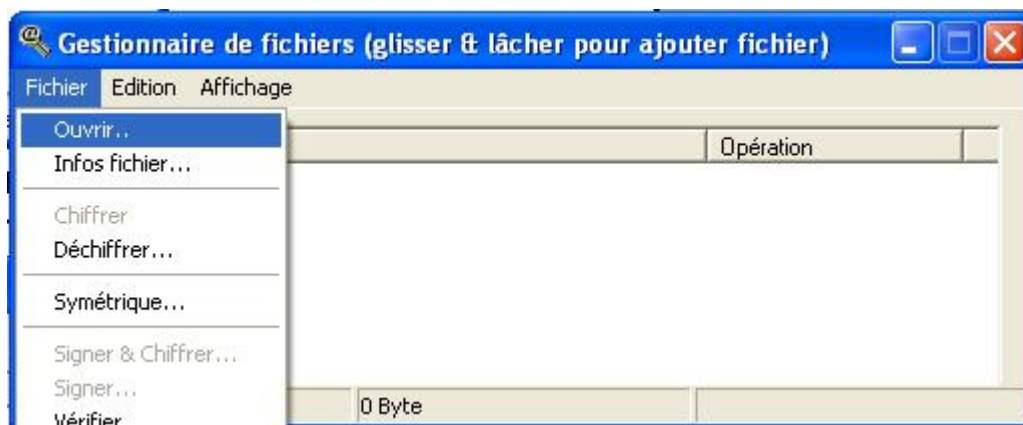 Gestionnaire de fichiers (glisser & lâcher pour ajouter fichier)
Fichier Edition Affichage
Ouvrir..
Opération
Infos fichier...
Chiffrer
Déchiffrer...
Symétrique...
Signer & Chiffrer...
Signer...
0 Byte
Vérifier